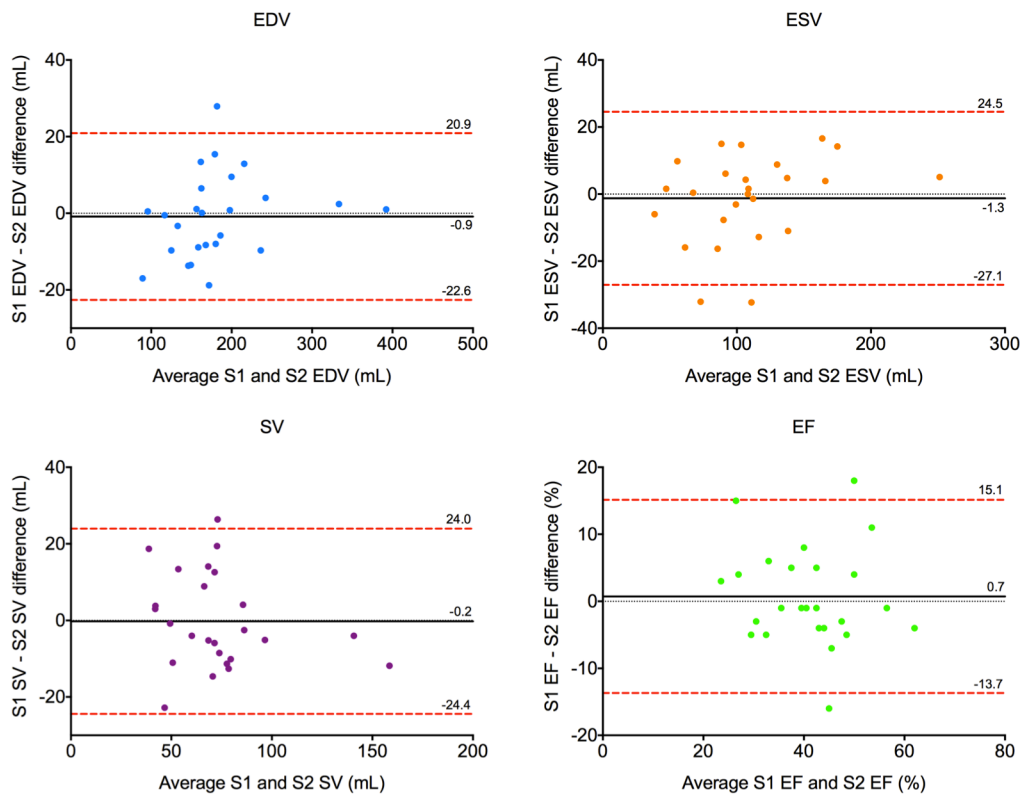 EDV
S1 EDV - S2 EDV difference (mL)
40
20
0
-20
20.9
-0.9
-22.6
0 100 200 300 400 500
Average S1 and S2 EDV (mL)
ESV
S1 ESV - S2 ESV difference (mL)
40
20
0
-20
-40
24.5
-1.3
-27.1
0 100 200 300
Average S1 and S2 ESV (mL)
SV
S1 SV - S2 SV difference (mL)
40
20
0
-20
24.0
-0.2
-24.4
0 50 100 150 200
Average S1 and S2 SV (mL)
EF
S1 EF - S2 EF difference (%)
20
10
0
-10
-20
15.1
0.7
-13.7
0 20 40 60 80
Average S1 EF and S2 EF (%)